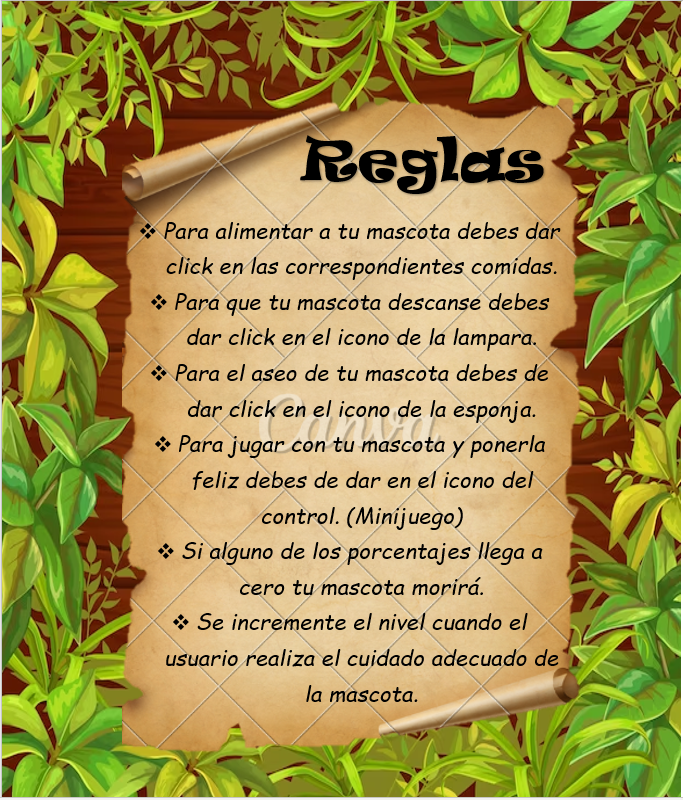 Reglas
❖ Para alimentar a tu mascota debes dar
click en las correspondientes comidas.
❖ Para que tu mascota descanse debes
dar click en el icono de la lampara.
❖ Para el aseo de tu mascota debes de
dar click en el icono de la esponja.
❖ Para jugar con tu mascota y ponerla
feliz debes de dar en el icono del
control. (Minijuego)
❖ Si alguno de los porcentajes llega a
cero tu mascota morirá.
❖ Se incremente el nivel cuando el
usuario realiza el cuidado adecuado de
la mascota.
Canva